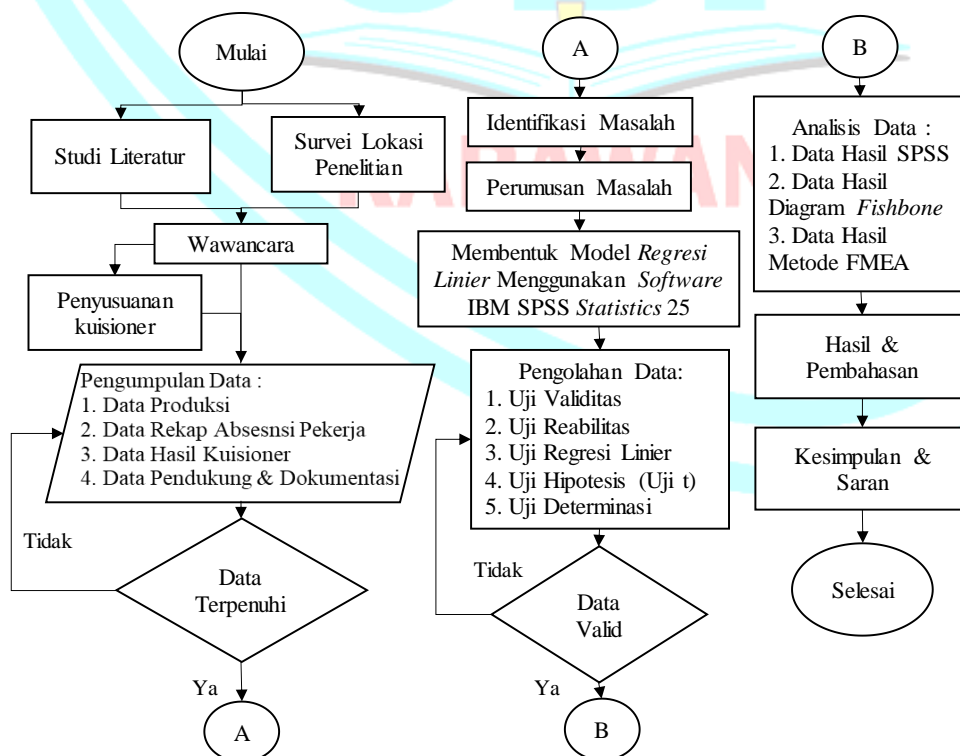 Mulai
Studi Literatur
Survei Lokasi
Penelitian
Wawancara
Penyusuanan
kuisioner
Pengumpulan Data :
1. Data Produksi
2. Data Rekap Absesnsi Pekerja
3. Data Hasil Kuisioner
4. Data Pendukung & Dokumentasi
Tidak
Data
Terpenuhi
Ya
A
A
Identifikasi Masalah
Perumusan Masalah
Membentuk Model Regresi
Linier Menggunakan Software
IBM SPSS Statistics 25
Pengolahan Data:
1. Uji Validitas
2. Uji Reabilitas
3. Uji Regresi Linier
4. Uji Hipotesis (Uji t)
5. Uji Determinasi
Tidak
Data
Valid
Ya
B
B
Analisis Data :
1. Data Hasil SPSS
2. Data Hasil
Diagram Fishbone
3. Data Hasil
Metode FMEA
Hasil &
Pembahasan
Kesimpulan &
Saran
Selesai